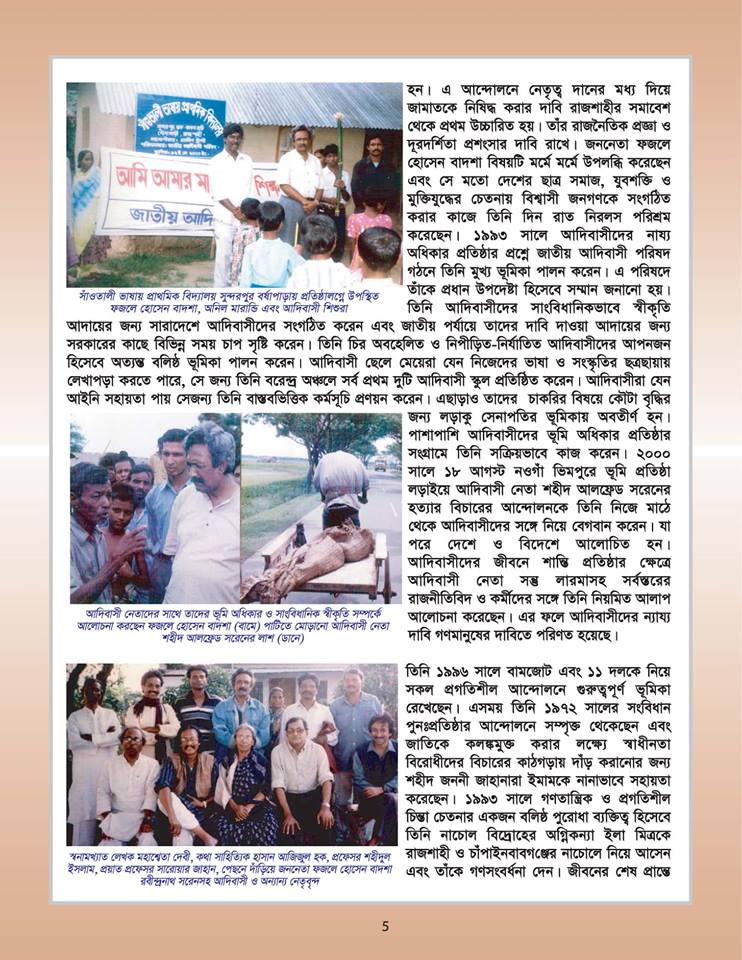 হন। এ আন্দোলনে নেতৃত্ব দানের মধ্য দিয়ে
জামাতকে নিষিদ্ধ করার দাবি রাজশাহীর সমাবেশ
থেকে প্রথম উচ্চারিত হয়। তাঁর রাজনৈতিক প্রজ্ঞা ও
দূরদর্শিতা প্রশংসার দাবি রাখে। জননেতা ফজলে
হোসেন বাদশা বিষয়টি মর্মে মর্মে উপলব্ধি করেছেন
এবং সে মতো দেশের ছাত্র সমাজ, যুবশক্তি ও
মুক্তিযুদ্ধের চেতনায় বিশ্বাসী জনগণকে সংগঠিত
করার কাজে তিনি দিন রাত নিরলস পরিশ্রম
করেছেন। ১৯৯৩ সালে আদিবাসীদের নায্য
অধিকার প্রতিষ্ঠার প্রশ্নে জাতীয় আদিবাসী পরিষদ
গঠনে তিনি মুখ্য ভূমিকা পালন করেন। এ পরিষদে
তাঁকে প্রধান উপদেষ্টা হিসেবে সম্মান জানানো হয়।
তিনি আদিবাসীদের সাংবিধানিকভাবে স্বীকৃতি
আদায়ের জন্য সারাদেশে আদিবাসীদের সংগঠিত করেন এবং জাতীয় পর্যায়ে তাদের দাবি দাওয়া আদায়ের জন্য
সরকারের কাছে বিভিন্ন সময় চাপ সৃষ্টি করেন। তিনি চির অবহেলিত ও নিপীড়িত-নির্যাতিত আদিবাসীদের আপনজন
হিসেবে অত্যন্ত বলিষ্ঠ ভূমিকা পালন করেন। আদিবাসী ছেলে মেয়েরা যেন নিজেদের ভাষা ও সংস্কৃতির ছত্রছায়ায়
লেখাপড়া করতে পারে, সে জন্য তিনি বরেন্দ্র অঞ্চলে সর্ব প্রথম দুটি আদিবাসী স্কুল প্রতিষ্ঠিত করেন। আদিবাসীরা যেন
আইনি সহায়তা পায় সেজন্য তিনি বাস্তবভিত্তিক কর্মসূচি প্রণয়ন করেন। এছাড়াও তাদের চাকরির বিষয়ে কৌটা বৃদ্ধির
জন্য লড়াকু সেনাপতির ভূমিকায় অবতীর্ণ হন।
পাশাপাশি আদিবাসীদের ভূমি অধিকার প্রতিষ্ঠার
সংগ্রামে তিনি সক্রিয়ভাবে কাজ করেন। ২০০০
সালে ১৮ আগস্ট নওগাঁ ভিমপুরে ভূমি প্রতিষ্ঠা
লড়াইয়ে আদিবাসী নেতা শহীদ আলফ্রেড সরেনের
হত্যার বিচারের আন্দোলনকে তিনি নিজে মাঠে
থেকে আদিবাসীদের সঙ্গে নিয়ে বেগবান করেন। যা
পরে দেশে ও বিদেশে আলোচিত হন।
আদিবাসীদের জীবনে শান্তি প্রতিষ্ঠার ক্ষেত্রে
আদিবাসী নেতা সন্তু লারমাসহ সর্বস্তরের
রাজনীতিবিদ ও কর্মীদের সঙ্গে তিনি নিয়মিত আলাপ
আলোচনা করেছেন। এর ফলে আদিবাসীদের ন্যায্য
দাবি গণমানুষের দাবিতে পরিণত হয়েছে।
তিনি ১৯৯৬ সালে বামজোট এবং ১১ দলকে নিয়ে
সকল প্রগতিশীল আন্দোলনে গুরুত্বপূর্ণ ভূমিকা
রেখেছেন। এসময় তিনি ১৯৭২ সালের সংবিধান
পুনঃপ্রতিষ্ঠার আন্দোলনে সম্পৃক্ত থেকেছেন এবং
জাতিকে কলঙ্কমুক্ত করার লক্ষ্যে স্বাধীনতা
বিরোধীদের বিচারের কাঠগড়ায় দাঁড় করানোর জন্য
শহীদ জননী জাহানারা ইমামকে নানাভাবে সহায়তা
করেছেন। ১৯৯৩ সালে গণতান্ত্রিক ও প্রগতিশীল
চিন্তা চেতনার একজন বলিষ্ঠ পুরোধা ব্যক্তিত্ব হিসেবে
তিনি নাচোল বিদ্রোহের অগ্নিকন্যা ইলা মিত্রকে
রাজশাহী ও চাঁপাইনবাবগঞ্জের নাচোলে নিয়ে আসেন
এবং তাঁকে গণসংবর্ধনা দেন। জীবনের শেষ প্রান্তে
সাঁওতালী ভাষার প্রাথমিক বিদ্যালয়
আমি আমার মা
শিক্ষ
জাতীয় আদি
সাঁওতালী ভাষায় প্রাথমিক বিদ্যালয় সুন্দরপুর বর্ষাপাড়ায় প্রতিষ্ঠালগ্নে উপস্থিত
ফজলে হোসেন বাদশা, অনিল মারান্ডি এবং আদিবাসী শিশুরা
আদিবাসী নেতাদের সাথে তাদের ভূমি অধিকার ও সাংবিধানিক স্বীকৃতি সম্পর্কে
আলোচনা করছেন ফজলে হোসেন বাদশা (বামে) পাটিতে মোড়ানো আদিবাসী নেতা
শহীদ আলফ্রেড সরেনের লাশ (ডানে)
স্বনামখ্যাত লেখক মহাশ্বেতা দেবী, কথা সাহিত্যিক হাসান আজিজুল হক, প্রফেসর শহীদুল
ইসলাম, প্রয়াত প্রফেসর সারোয়ার জাহান, পেছনে দাঁড়িয়ে জননেতা ফজলে হোসেন বাদশা
রবীন্দ্রনাথ সরেনসহ আদিবাসী ও অন্যান্য নেতৃবৃন্দ
5